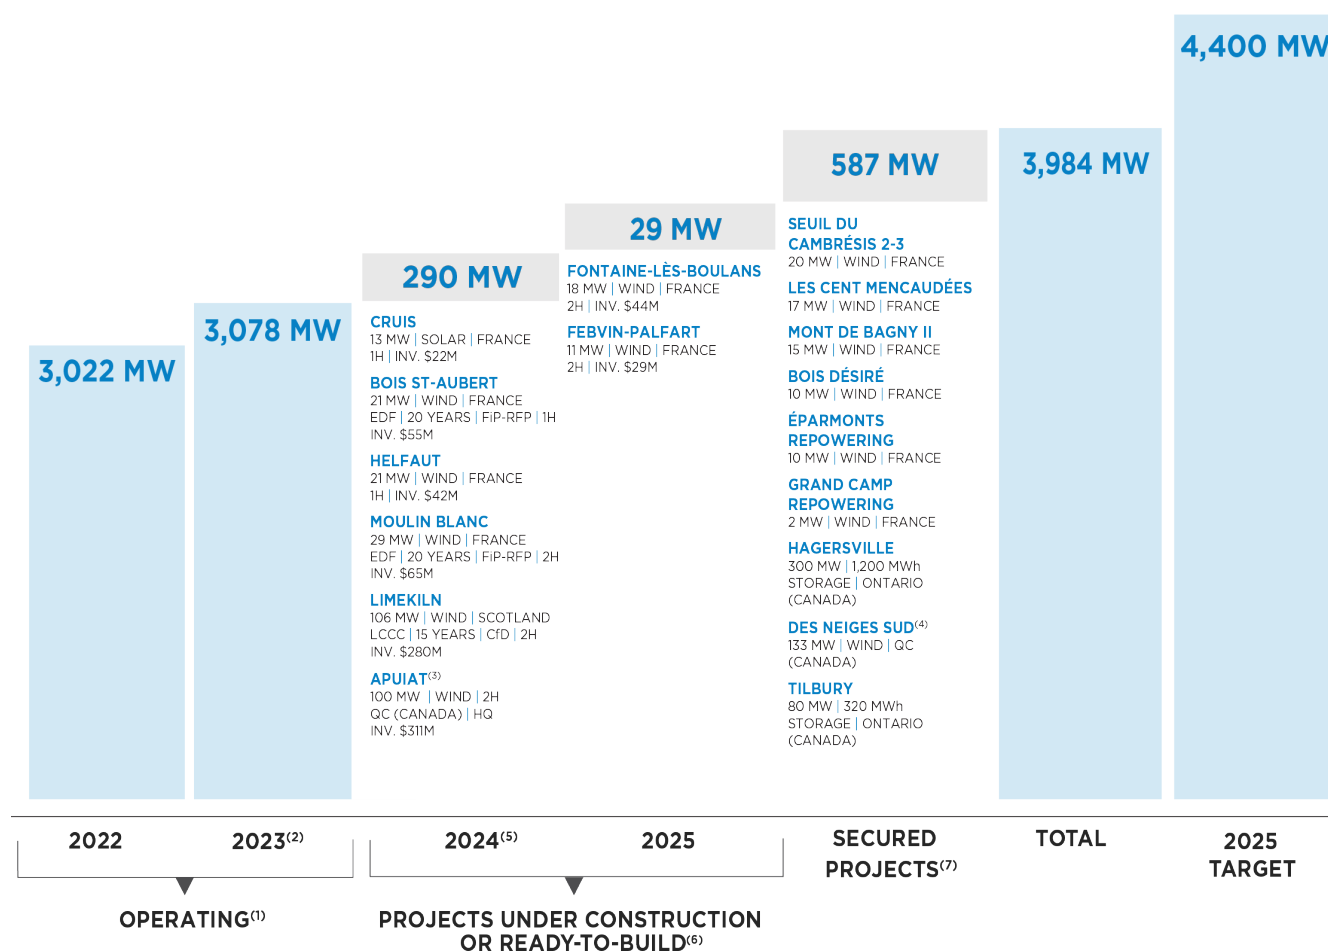 4,400 MW
587 MW
3,984 MW
29 MW
290 MW
3,078 MW
3,022 MW
CRUIS
13 MW | SOLAR | FRANCE
1H | INV. $22M
BOIS ST-AUBERT
21 MW | WIND | FRANCE
EDF | 20 YEARS | FiP-RFP | 1H
INV. $55M
HELFAUT
21 MW | WIND | FRANCE
1H | INV. $42M
MOULIN BLANC
29 MW | WIND | FRANCE
EDF | 20 YEARS | FiP-RFP | 2H
INV. $65M
LIMEKILN
106 MW | WIND | SCOTLAND
LCCC | 15 YEARS | CfD | 2H
INV. $280M
APUIAT(3)
100 MW | WIND | 2H
QC (CANADA) | HQ
INV. $311M
FONTAINE-LÈS-BOULANS
18 MW | WIND | FRANCE
2H | INV. $44M
FEBVIN-PALFART
11 MW | WIND | FRANCE
2H | INV. $29M
SEUIL DU
CAMBRÉSIS 2-3
20 MW | WIND | FRANCE
LES CENT MENCAUDÉES
17 MW | WIND | FRANCE
MONT DE BAGNY II
15 MW | WIND | FRANCE
BOIS DÉSIRÉ
10 MW | WIND | FRANCE
ÉPARMONTS
REPOWERING
10 MW | WIND | FRANCE
GRAND CAMP
REPOWERING
2 MW | WIND | FRANCE
HAGERSVILLE
300 MW | 1,200 MWh
STORAGE | ONTARIO
(CANADA)
DES NEIGES SUD(4)
133 MW | WIND | QC
(CANADA)
TILBURY
80 MW | 320 MWh
STORAGE | ONTARIO
(CANADA)
2022
2023(2)
2024(5)
2025
SECURED
PROJECTS(7)
TOTAL
2025
TARGET
OPERATING(1)
PROJECTS UNDER CONSTRUCTION
OR READY-TO-BUILD(6)